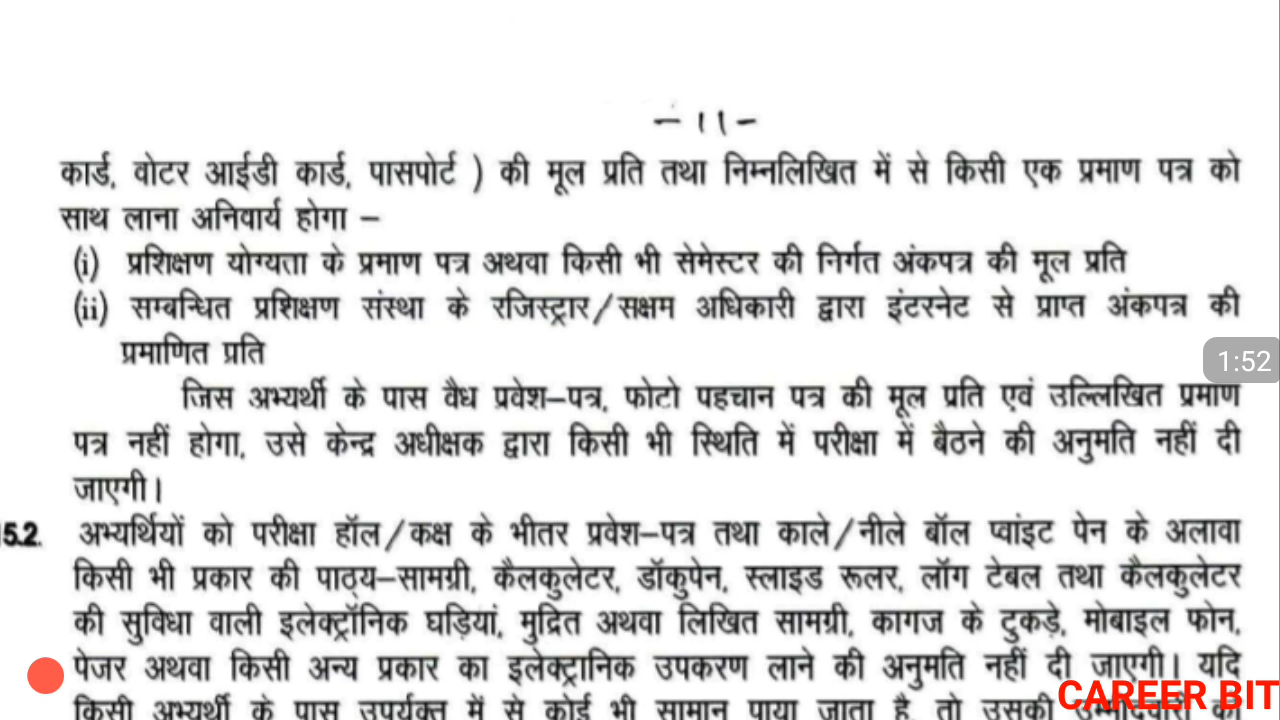 - 11 -
कार्ड, वोटर आईडी कार्ड, पासपोर्ट ) की मूल प्रति तथा निम्नलिखित में से किसी एक प्रमाण पत्र को
साथ लाना अनिवार्य होगा –
(i) प्रशिक्षण योग्यता के प्रमाण पत्र अथवा किसी भी सेमेस्टर की निर्गत अंकपत्र की मूल प्रति
(ii) सम्बन्धित प्रशिक्षण संस्था के रजिस्ट्रार/सक्षम अधिकारी द्वारा इंटरनेट से प्राप्त अंकपत्र की
प्रमाणित प्रति
1:52
जिस अभ्यर्थी के पास वैध प्रवेश–पत्र, फोटो पहचान पत्र की मूल प्रति एवं उल्लिखित प्रमाण
पत्र नहीं होगा, उसे केन्द्र अधीक्षक द्वारा किसी भी स्थिति में परीक्षा में बैठने की अनुमति नहीं दी
जाएगी।
15.2. अभ्यर्थियों को परीक्षा हॉल/कक्ष के भीतर प्रवेश–पत्र तथा काले/नीले बॉल प्वांइट पेन के अलावा
किसी भी प्रकार की पाठ्य–सामग्री, कैलकुलेटर, डॉकुपेन, स्लाइड रूलर, लॉग टेबल तथा कैलकुलेटर
की सुविधा वाली इलेक्ट्रॉनिक घड़ियां, मुद्रित अथवा लिखित सामग्री, कागज के टुकड़े, मोबाइल फोन,
पेजर अथवा किसी अन्य प्रकार का इलेक्ट्रानिक उपकरण लाने की अनुमति नहीं दी जाएगी। यदि
किसी अभ्यर्थी के पास उपर्युक्त में से कोई भी सामान पाया जाता है, तो उसकी
CAREER BIT